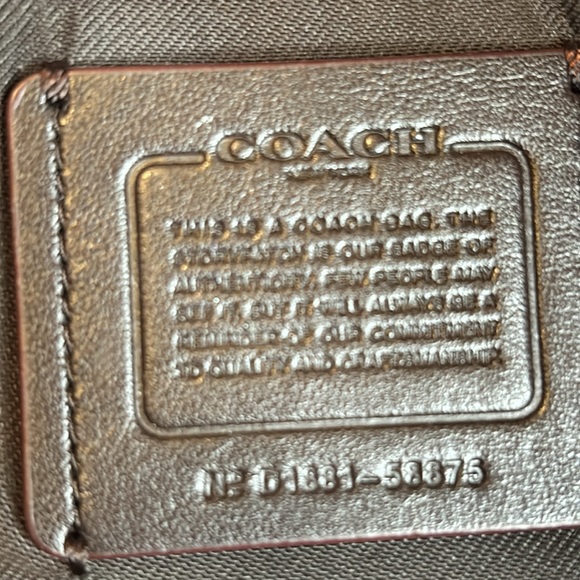 COACH
THIS IS A COACH BAG. THE
STORYPATCH IS OUR BADGE OF
AUTHENTICITY. FEW PEOPLE MAY
SEE IT, BUT IT WILL ALWAYS BE A
REMINDER OF OUR COMMITMENT
TO QUALITY AND CRAFTSMANSHIP.
Nº D1881-58875